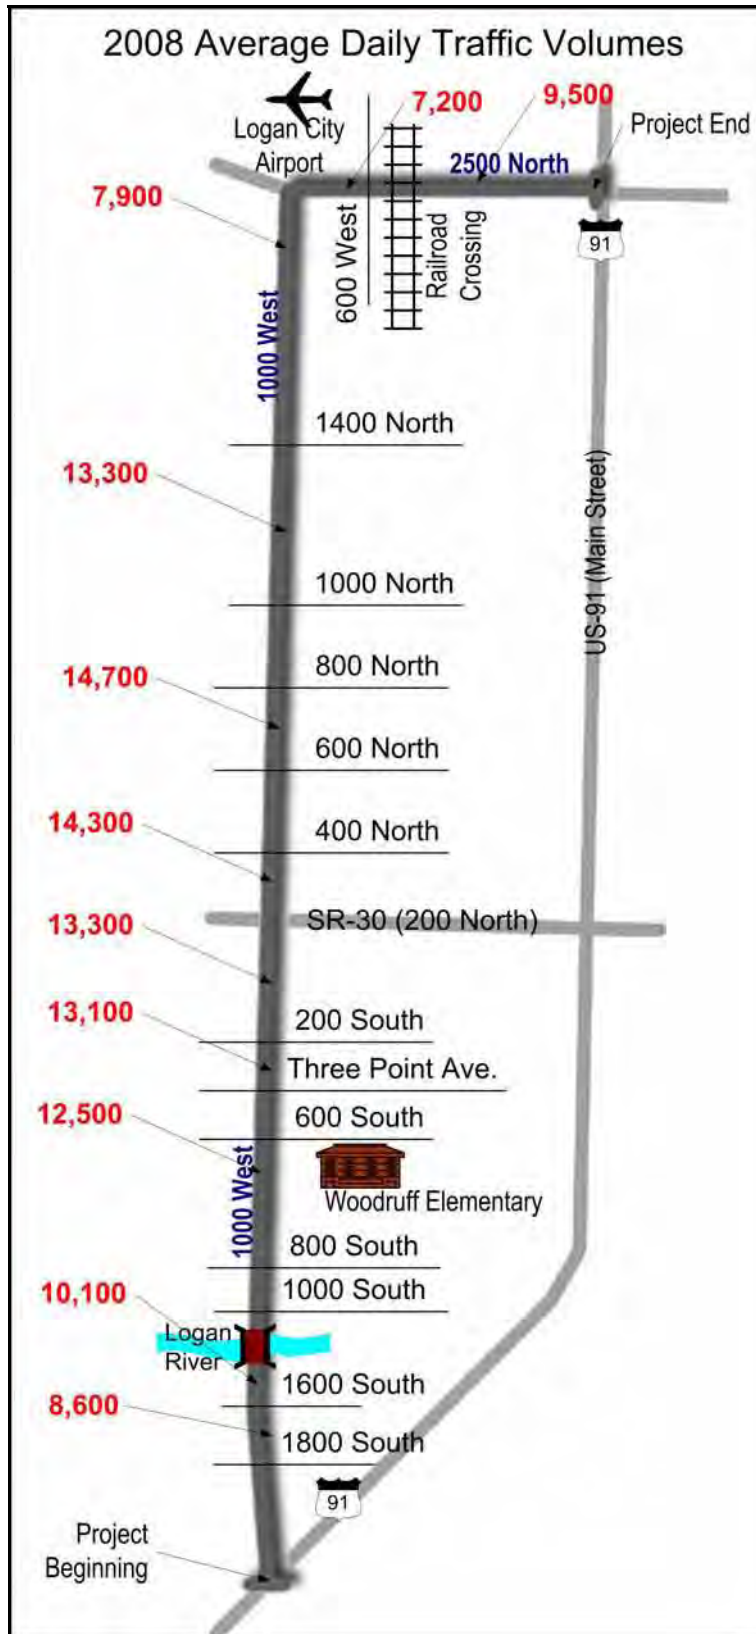 2008 Average Daily Traffic Volumes
7,200
9,500
Logan City
Airport
Project End
2500 North
7,900
600 West
Railroad
Crossing
91
1000 West
1400 North
13,300
US-91 (Main Street)
1000 North
14,700
800 North
600 North
14,300
400 North
13,300
SR-30 (200 North)
13,100
200 South
Three Point Ave.
12,500
600 South
1000 West
Woodruff Elementary
800 South
10,100
1000 South
Logan
River
1600 South
8,600
1800 South
91
Project
Beginning